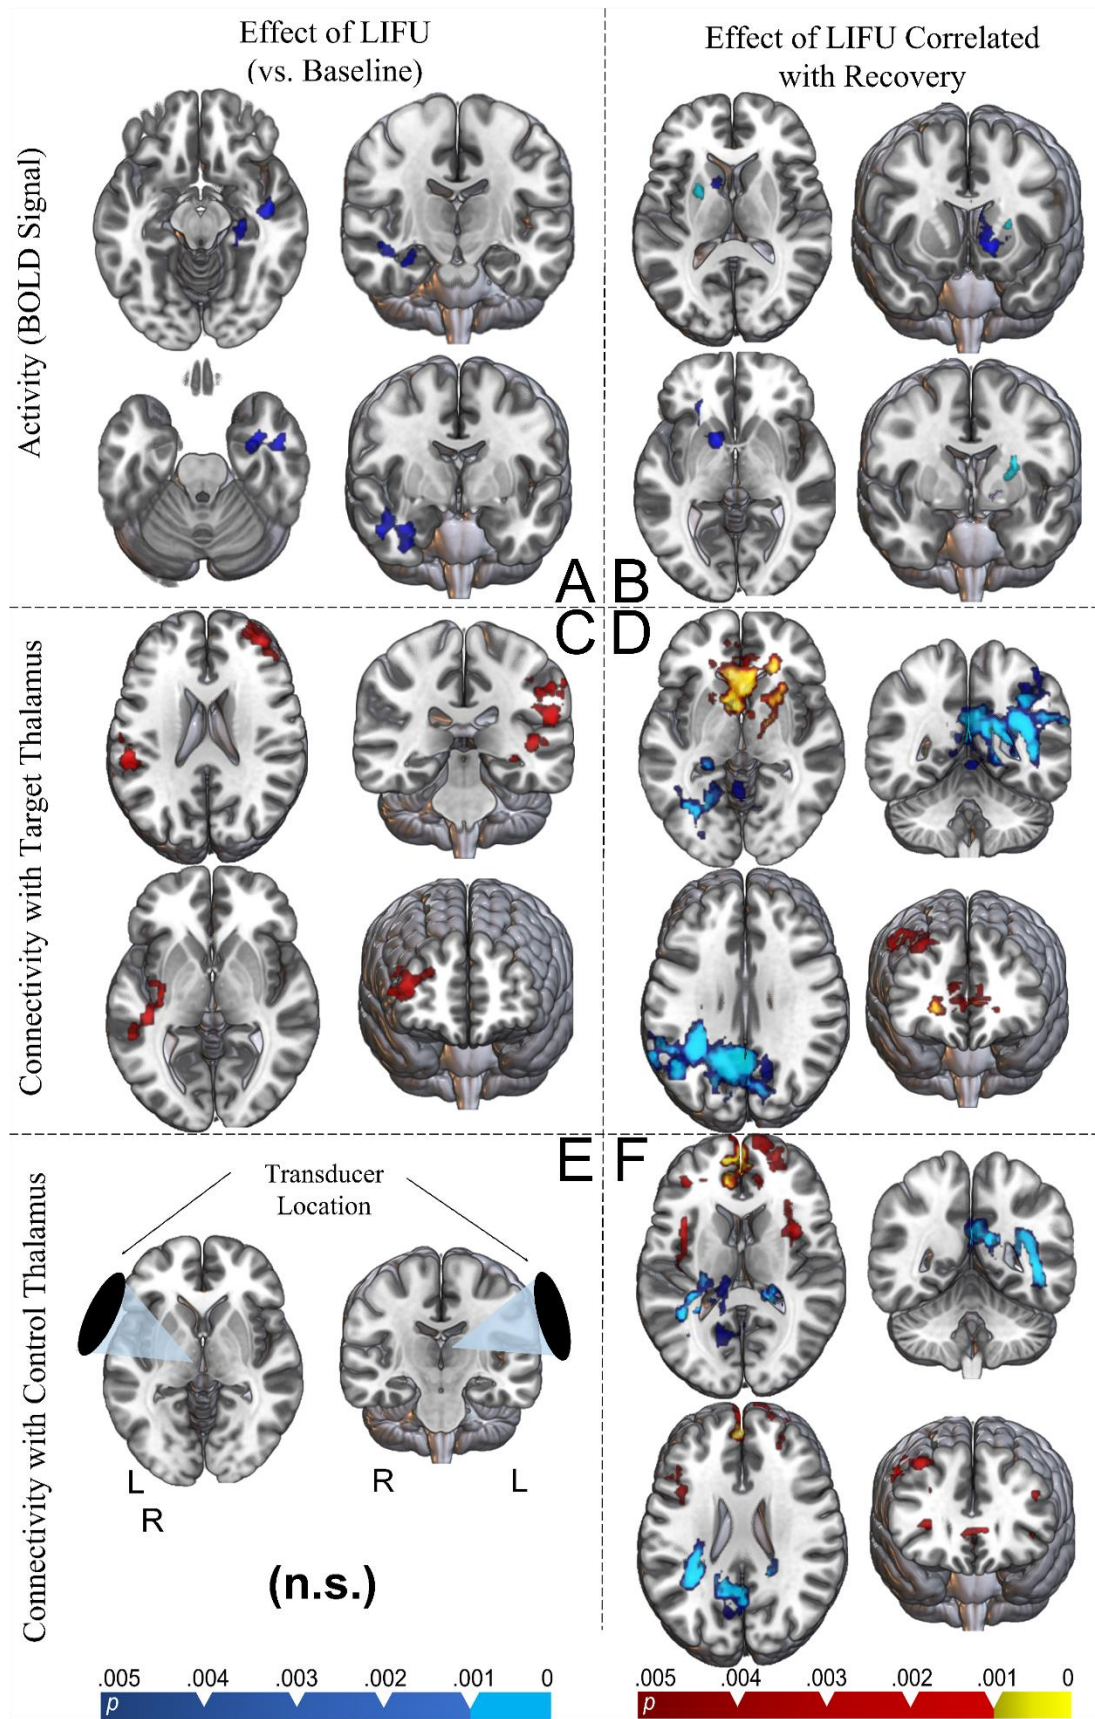 Effect of LIFU
(vs. Baseline)
Effect of LIFU Correlated
with Recovery
Activity (BOLD Signal)
A
B
Connectivity with Target Thalamus
C
D
Connectivity with Control Thalamus
E
F
Transducer
Location
L
R
R
L
(n.s.)
.005 .004 .003 .002 .001 0
p
.005 .004 .003 .002 .001 0
p